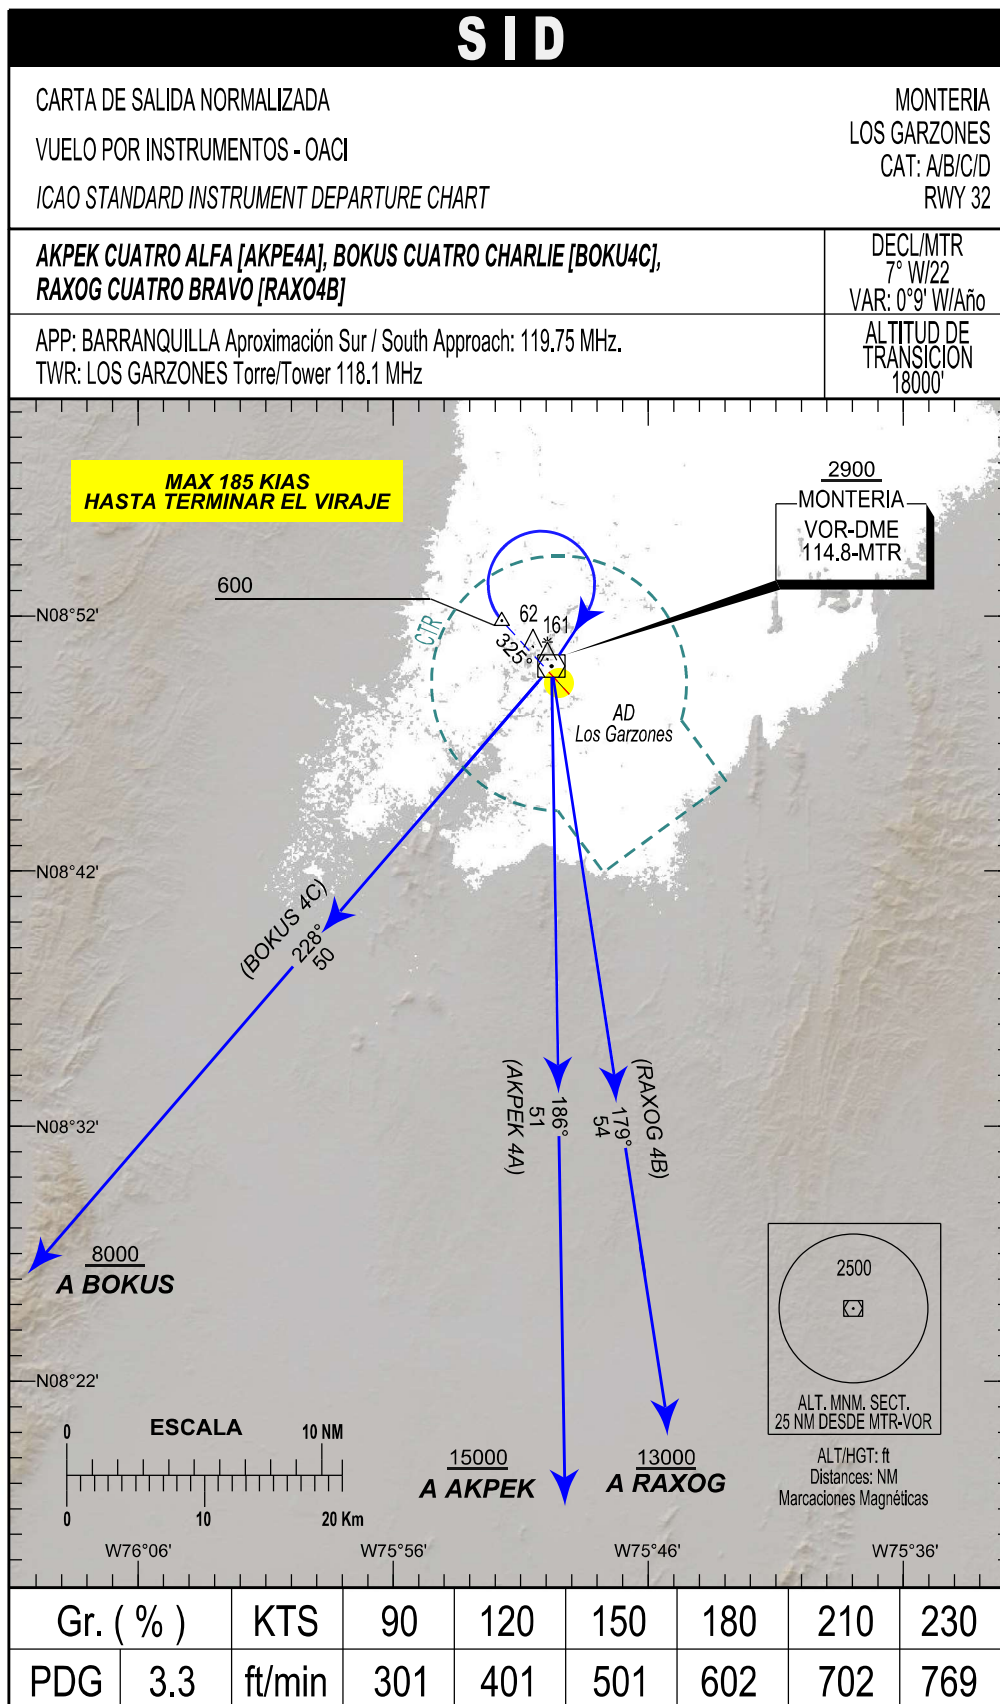 SID
CARTA DE SALIDA NORMALIZADA
VUELO POR INSTRUMENTOS - OACI
ICAO STANDARD INSTRUMENT DEPARTURE CHART
MONTERIA
LOS GARZONES
CAT: A/B/C/D
RWY 32
AKPEK CUATRO ALFA [AKPE4A], BOKUS CUATRO CHARLIE [BOKU4C],
RAXOG CUATRO BRAVO [RAXO4B]
DECL/MTR
7° W/22
VAR: 0°9' W/Año
APP: BARRANQUILLA Aproximación Sur / South Approach: 119.75 MHz.
TWR: LOS GARZONES Torre/Tower 118.1 MHz
ALTITUD DE
TRANSICION
18000'
MAX 185 KIAS
HASTA TERMINAR EL VIRAJE
2900
MONTERIA
VOR-DME
114.8-MTR
600
N08°52'
CTR
62
161
325°
AD
Los Garzones
N08°42'
(BOKUS 4C)
228°
50
(AKPEK 4A)
186°
51
(RAXOG 4B)
179°
54
N08°32'
8000
A BOKUS
2500
ALT. MNM. SECT.
25 NM DESDE MTR-VOR
N08°22'
ESCALA
0
10 NM
0
10
20 Km
15000
A AKPEK
13000
A RAXOG
ALT/HGT: ft
Distances: NM
Marcaciones Magnéticas
W76°06'
W75°56'
W75°46'
W75°36'
Gr. ( % ) KTS 90 120 150 180 210 230
PDG 3.3 ft/min 301 401 501 602 702 769